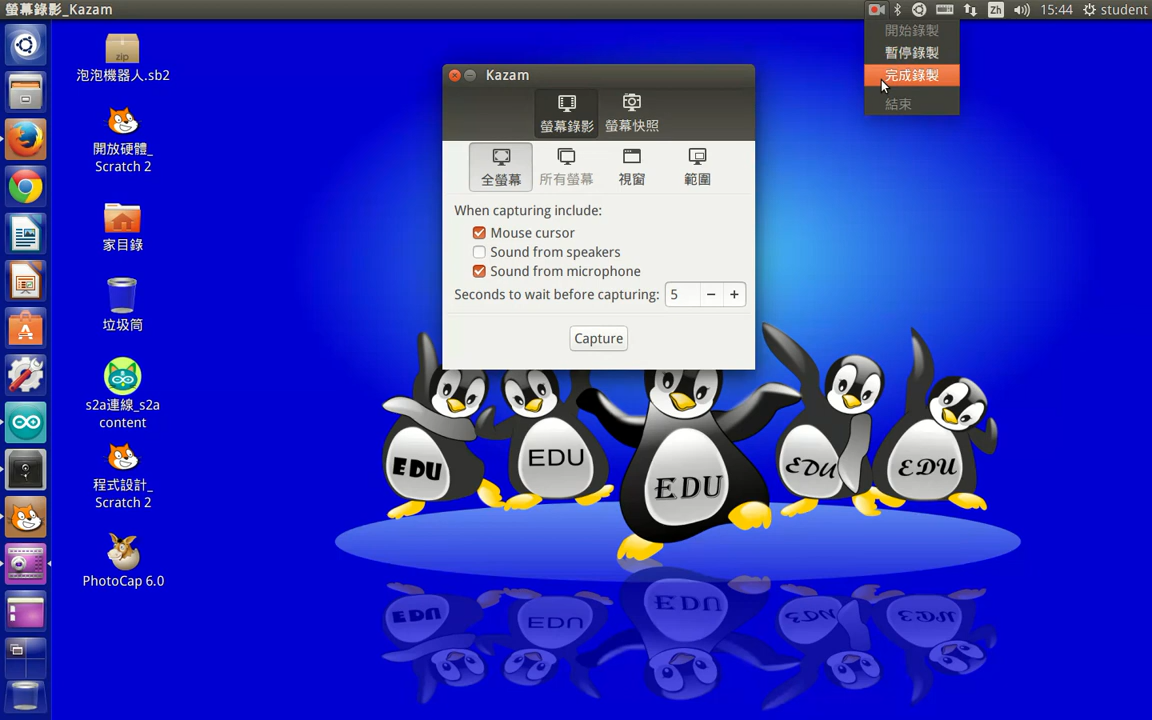 螢幕錄影_Kazam
Zh
15:44
student
開始錄製
暫停錄製
完成錄製
結束
zip
泡泡機器人.sb2
開放硬體_
Scratch 2
家目錄
垃圾筒
s2a連線_s2a
content
程式設計_
Scratch 2
PhotoCap 6.0
Kazam
螢幕錄影
螢幕快照
全螢幕
所有螢幕
視窗
範圍
When capturing include:
Mouse cursor
Sound from speakers
Sound from microphone
Seconds to wait before capturing:
5
Capture
EDU
EDU
EDU
EDU
EDU